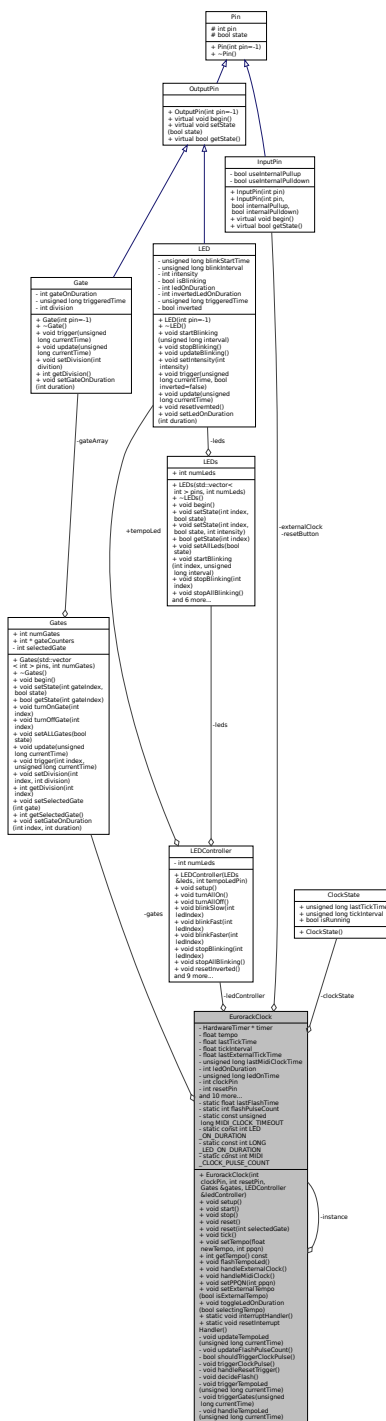 Pin
# int pin
# bool state
+ Pin(int pin=-1)
+ ~Pin()
OutputPin
+ OutputPin(int pin=-1)
+ virtual void begin()
+ virtual void setState
(bool state)
+ virtual bool getState()
InputPin
- bool useInternalPullup
- bool useInternalPulldown
+ InputPin(int pin)
+ InputPin(int pin,
bool internalPullup,
bool internalPulldown)
+ virtual void begin()
+ virtual bool getState()
Gate
- int gateOnDuration
- unsigned long triggeredTime
- int division
+ Gate(int pin=-1)
+ ~Gate()
+ void trigger(unsigned
long currentTime)
+ void update(unsigned
long currentTime)
+ void setDivision(int
divition)
+ int getDivision()
+ void setGateOnDuration
(int duration)
LED
- unsigned long blinkStartTime
- unsigned long blinkInterval
- int intensity
- bool isBlinking
- int ledOnDuration
- int invertedLedOnDuration
- unsigned long triggeredTime
- bool inverted
+ LED(int pin=-1)
+ ~LED()
+ void startBlinking
(unsigned long interval)
+ void stopBlinking()
+ void updateBlinking()
+ void setIntensity(int
intensity)
+ void trigger(unsigned
long currentTime, bool
inverted=false)
+ void update(unsigned
long currentTime)
+ void resetIvemted()
+ void setLedOnDuration
(int duration)
-gateArray
-leds
+tempoLed
-externalClock
-resetButton
LEDs
+ int numLeds
+ LEDs(std::vector<
int > pins, int numLeds)
+ ~LEDs()
+ void begin()
+ void setState(int index,
bool state)
+ void setState(int index,
bool state, int intensity)
+ bool getState(int index)
+ void setAllLeds(bool
state)
+ void startBlinking
(int index, unsigned
long interval)
+ void stopBlinking(int
index)
+ void stopAllBlinking()
and 6 more...
Gates
+ int numGates
+ int * gateCounters
- int selectedGate
+ Gates(std::vector
< int > pins, int numGates)
+ ~Gates()
+ void begin()
+ void setState(int gateIndex,
bool state)
+ bool getState(int gateIndex)
+ void turnOnGate(int
index)
+ void turnOffGate(int
index)
+ void setALLGates(bool
state)
+ void update(unsigned
long currentTime)
+ void trigger(int index,
unsigned long currentTime)
+ void setDivision(int
index, int division)
+ int getDivision(int
index)
+ void setSelectedGate
(int gate)
+ int getSelectedGate()
+ void setGateOnDuration
(int index, int duration)
-leds
LEDController
- int numLeds
+ LEDController(LEDs
&leds, int tempoLedPin)
+ void setup()
+ void turnAllOn()
+ void turnAllOff()
+ void blinkSlow(int
ledIndex)
+ void blinkFast(int
ledIndex)
+ void blinkFaster(int
ledIndex)
+ void stopBlinking(int
ledIndex)
+ void stopAllBlinking()
+ void resetInverted()
and 9 more...
ClockState
+ unsigned long lastTickTime
+ unsigned long tickInterval
+ bool isRunning
+ ClockState()
-gates
-ledController
-clockState
EurorackClock
- HardwareTimer * timer
- float tempo
- float lastTickTime
- float tickInterval
- float lastExternalTickTime
- unsigned long lastMidiClockTime
- int ledOnDuration
- unsigned long ledOnTime
- int clockPin
- int resetPin
and 10 more...
- static float lastFlashTime
- static int flashPulseCount
- static const unsigned
long MIDI_CLOCK_TIMEOUT
- static const int LED
_ON_DURATION
- static const int LONG
_LED_ON_DURATION
- static const int MIDI
_CLOCK_PULSE_COUNT
+ EurorackClock(int
clockPin, int resetPin,
Gates &gates, LEDController
&ledController)
+ void setup()
+ void start()
+ void stop()
+ void reset()
+ void reset(int selectedGate)
+ void tick()
+ void setTempo(float
newTempo, int ppqn)
+ int getTempo() const
+ void flashTempoLed()
+ void handleExternalClock()
+ void handleMidiClock()
+ void setPPQN(int ppqn)
+ void setExternalTempo
(bool isExternalTempo)
+ void toggleLedOnDuration
(bool selectingTempo)
+ static void interruptHandler()
+ static void resetInterrupt
Handler()
- void updateTempoLed
(unsigned long currentTime)
- void updateFlashPulseCount()
- bool shouldTriggerClockPulse()
- void triggerClockPulse()
- void handleResetTrigger()
- void decideFlash()
- void triggerTempoLed
(unsigned long currentTime)
- void triggerGates(unsigned
long currentTime)
- void handleTempoLed
(unsigned long currentTime)
-instance